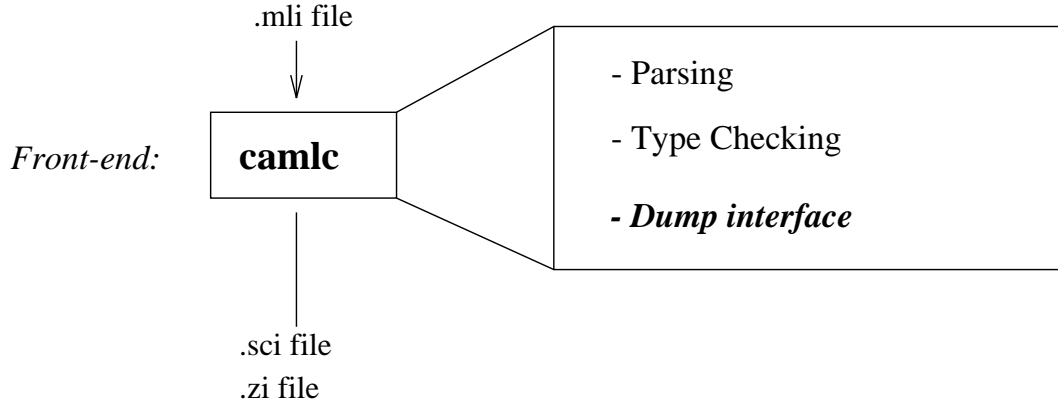 .mli file
Front-end:
camlc
- Parsing
- Type Checking
- Dump interface
.sci file
.zi file